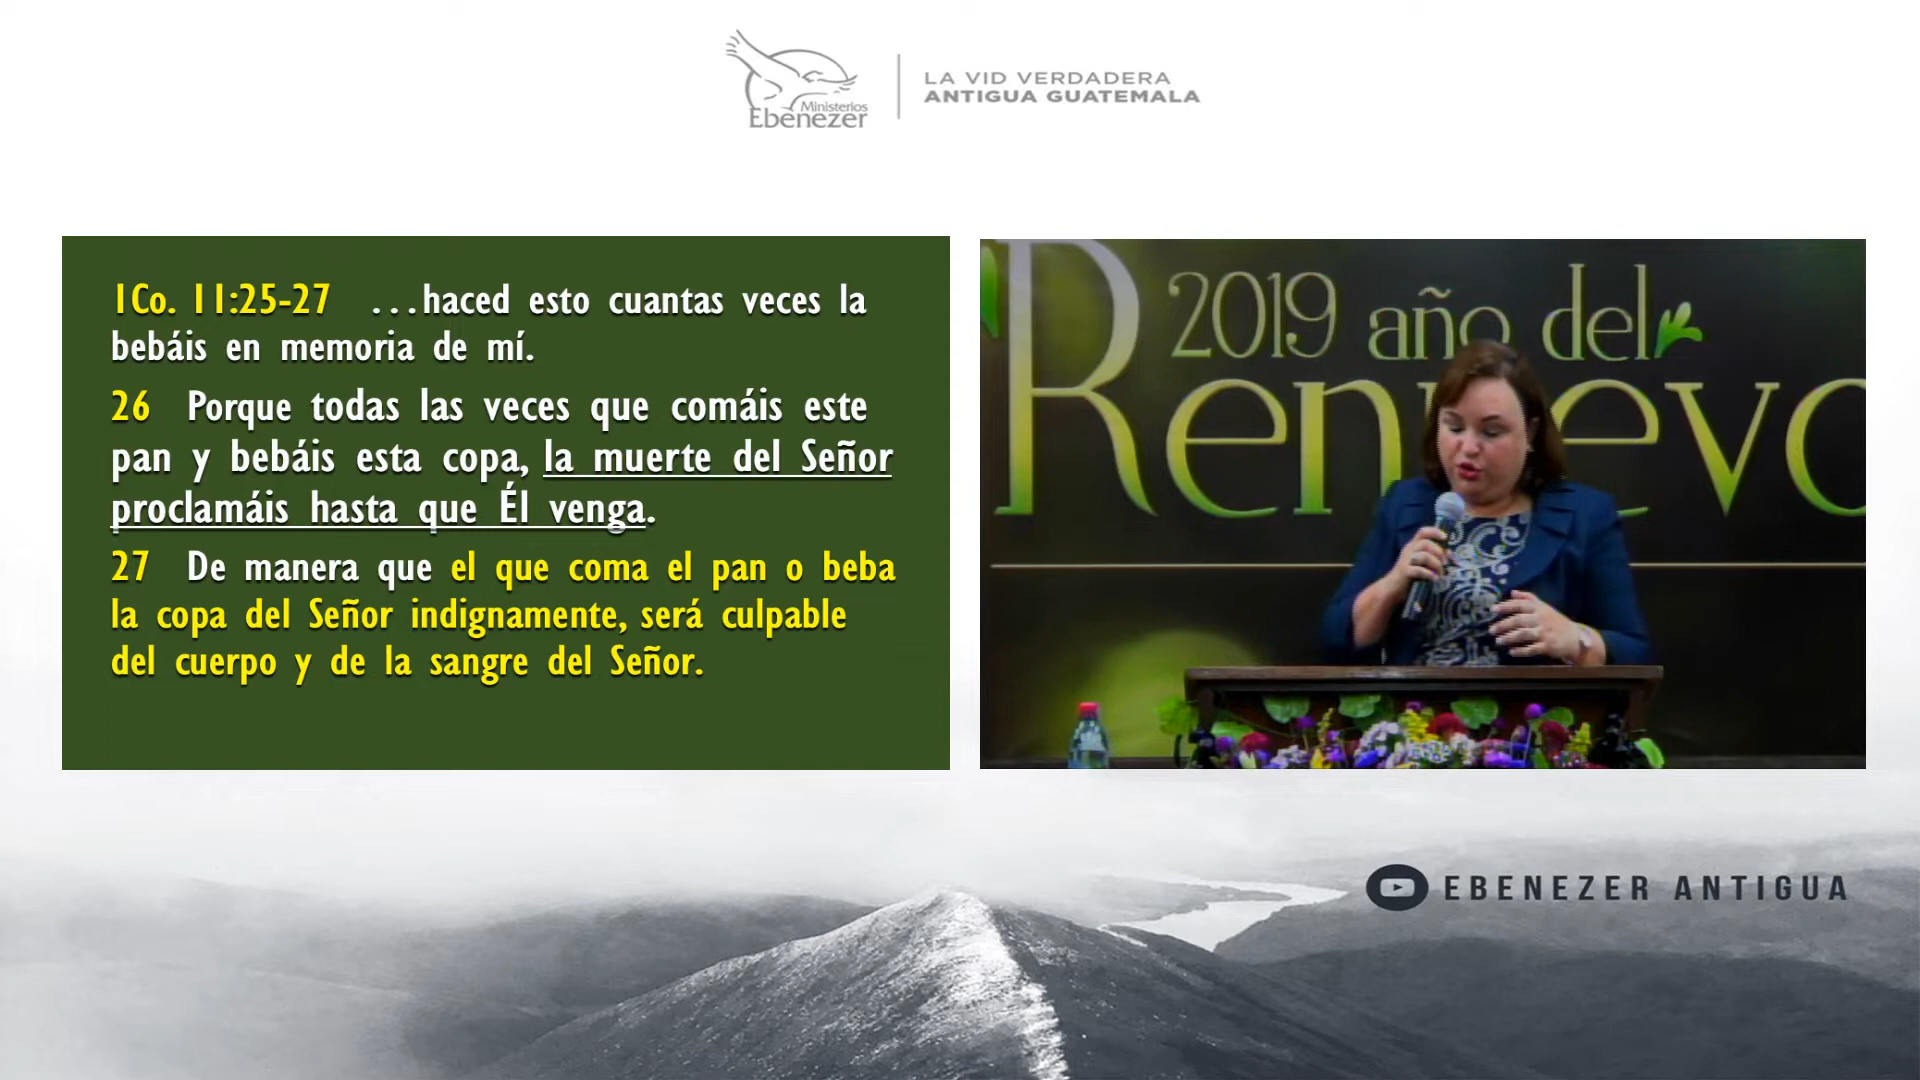 Ministerios
Ebenezer
LA VID VERDADERA
ANTIGUA GUATEMALA
1Co. 11:25-27 ...haced esto cuantas veces la
bebáis en memoria de mí.
26 Porque todas las veces que comáis este
pan y bebáis esta copa, la muerte del Señor
proclamáis hasta que Él venga.
27 De manera que el que coma el pan o beba
la copa del Señor indignamente, será culpable
del cuerpo y de la sangre del Señor.
2019 año del
EBENEZER ANTIGUA